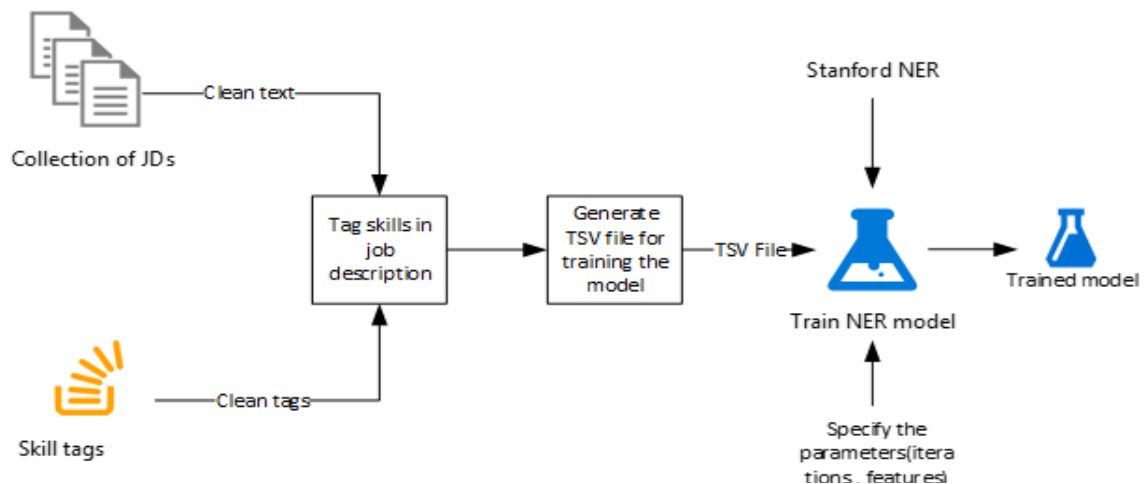 Clean text
Collection of JDs
Stanford NER
Tag skills in
job
description
Generate
TSV file for
training the
model
TSV File
Train NER model
Trained model
Clean tags
Skill tags
Specify the
parameters(itera
tions , features)